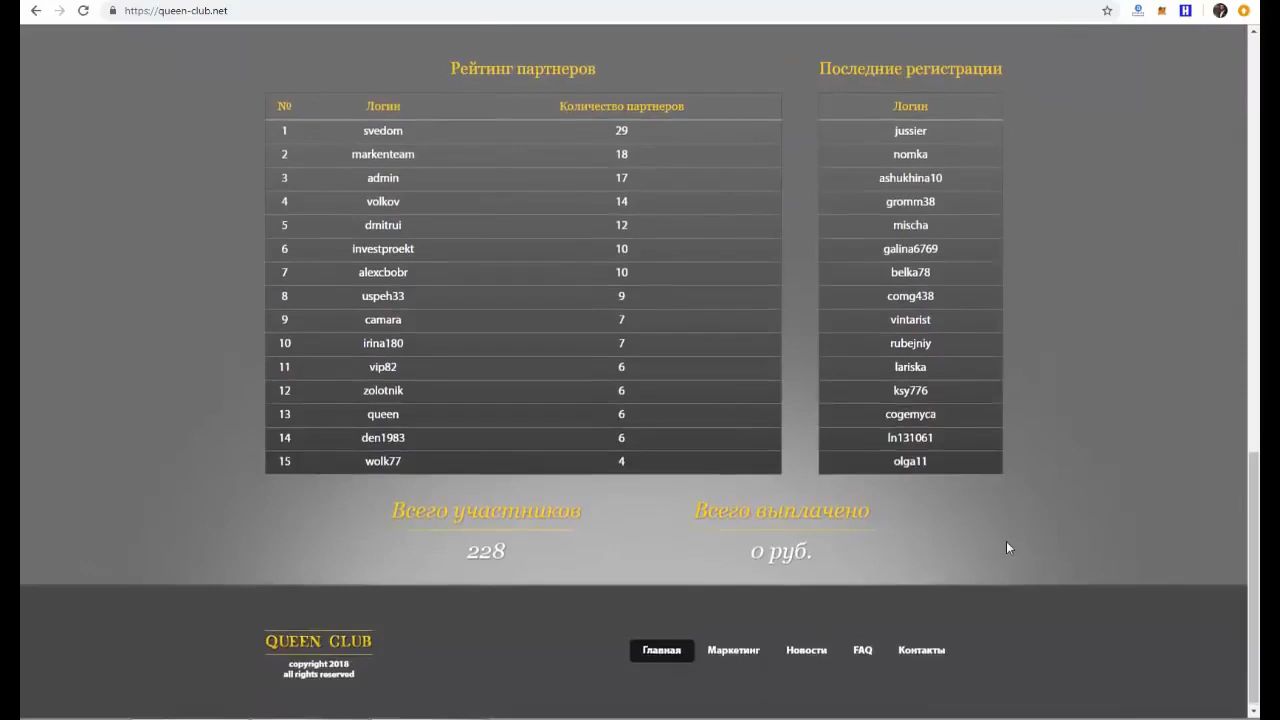 https://queen-club.net
Рейтинг партнеров
Последние регистрации
№ Логин Количество партнеров
Логин
1 svedom 29
jussier
2 markenteam 18
nomka
3 admin 17
ashukhina10
4 volkov 14
gromm38
5 dmitrui 12
mischa
6 investproekt 10
galina6769
7 alexcbobr 10
belka78
8 uspeh33 9
comg438
9 camara 7
vintarist
10 irina180 7
rubejniy
11 vip82 6
lariska
12 zolotnik 6
ksy776
13 queen 6
cogemyca
14 den1983 6
ln131061
15 wolk77 4
olga11
Всего участников
228
Всего выплачено
0 руб.
QUEEN CLUB
copyright 2018
all rights reserved
Главная Маркетинг Новости FAQ Контакты